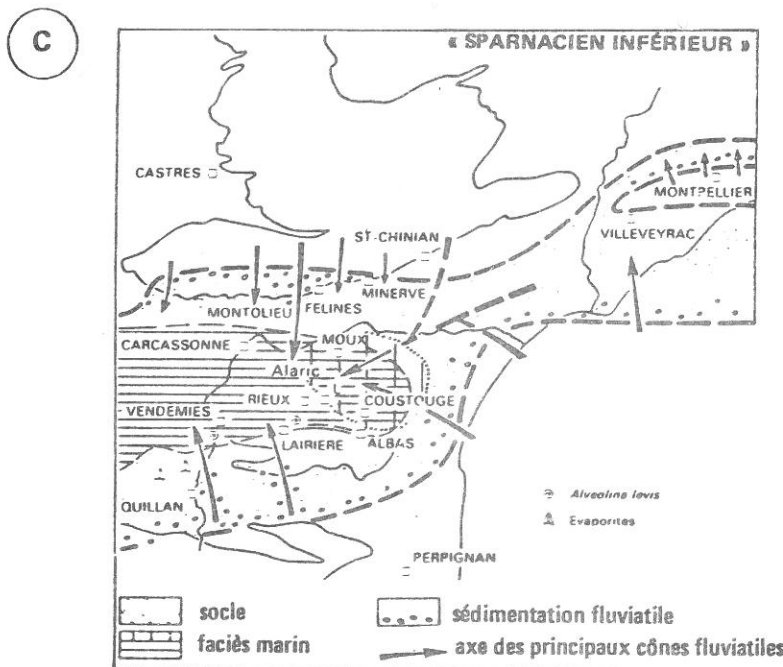 C
« SPARNACIEN INFÉRIEUR »
CASTRES
MONTPELLIER
ST-CHINIAN
VILLEVEYRAC
MINERVE
MONTOLIEU
FELINES
CARCASSONNE
MOUX
Alaric
RIEUX
COUSTOUGE
VENDEMIES
LAIRIERE
ALBAS
QUILLAN
Alveolina levis
Evaporites
PERPIGNAN
socle
sédimentation fluviatile
faciès marin
axe des principaux cônes fluviatiles